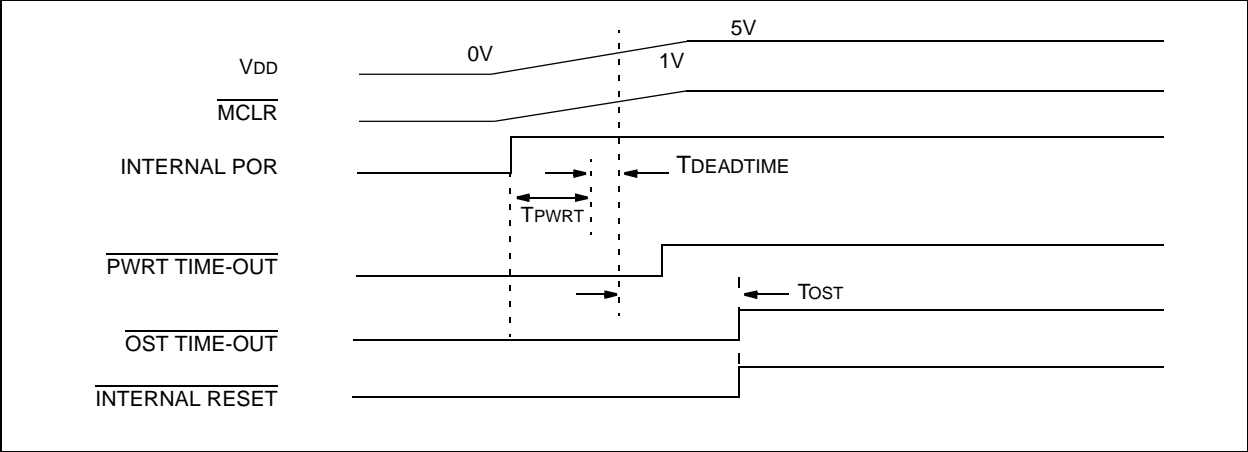 5V
0V
VDD
1V
MCLR
INTERNAL POR
TDEADTIME
TPWRT
PWRT TIME-OUT
TOST
OST TIME-OUT
INTERNAL RESET